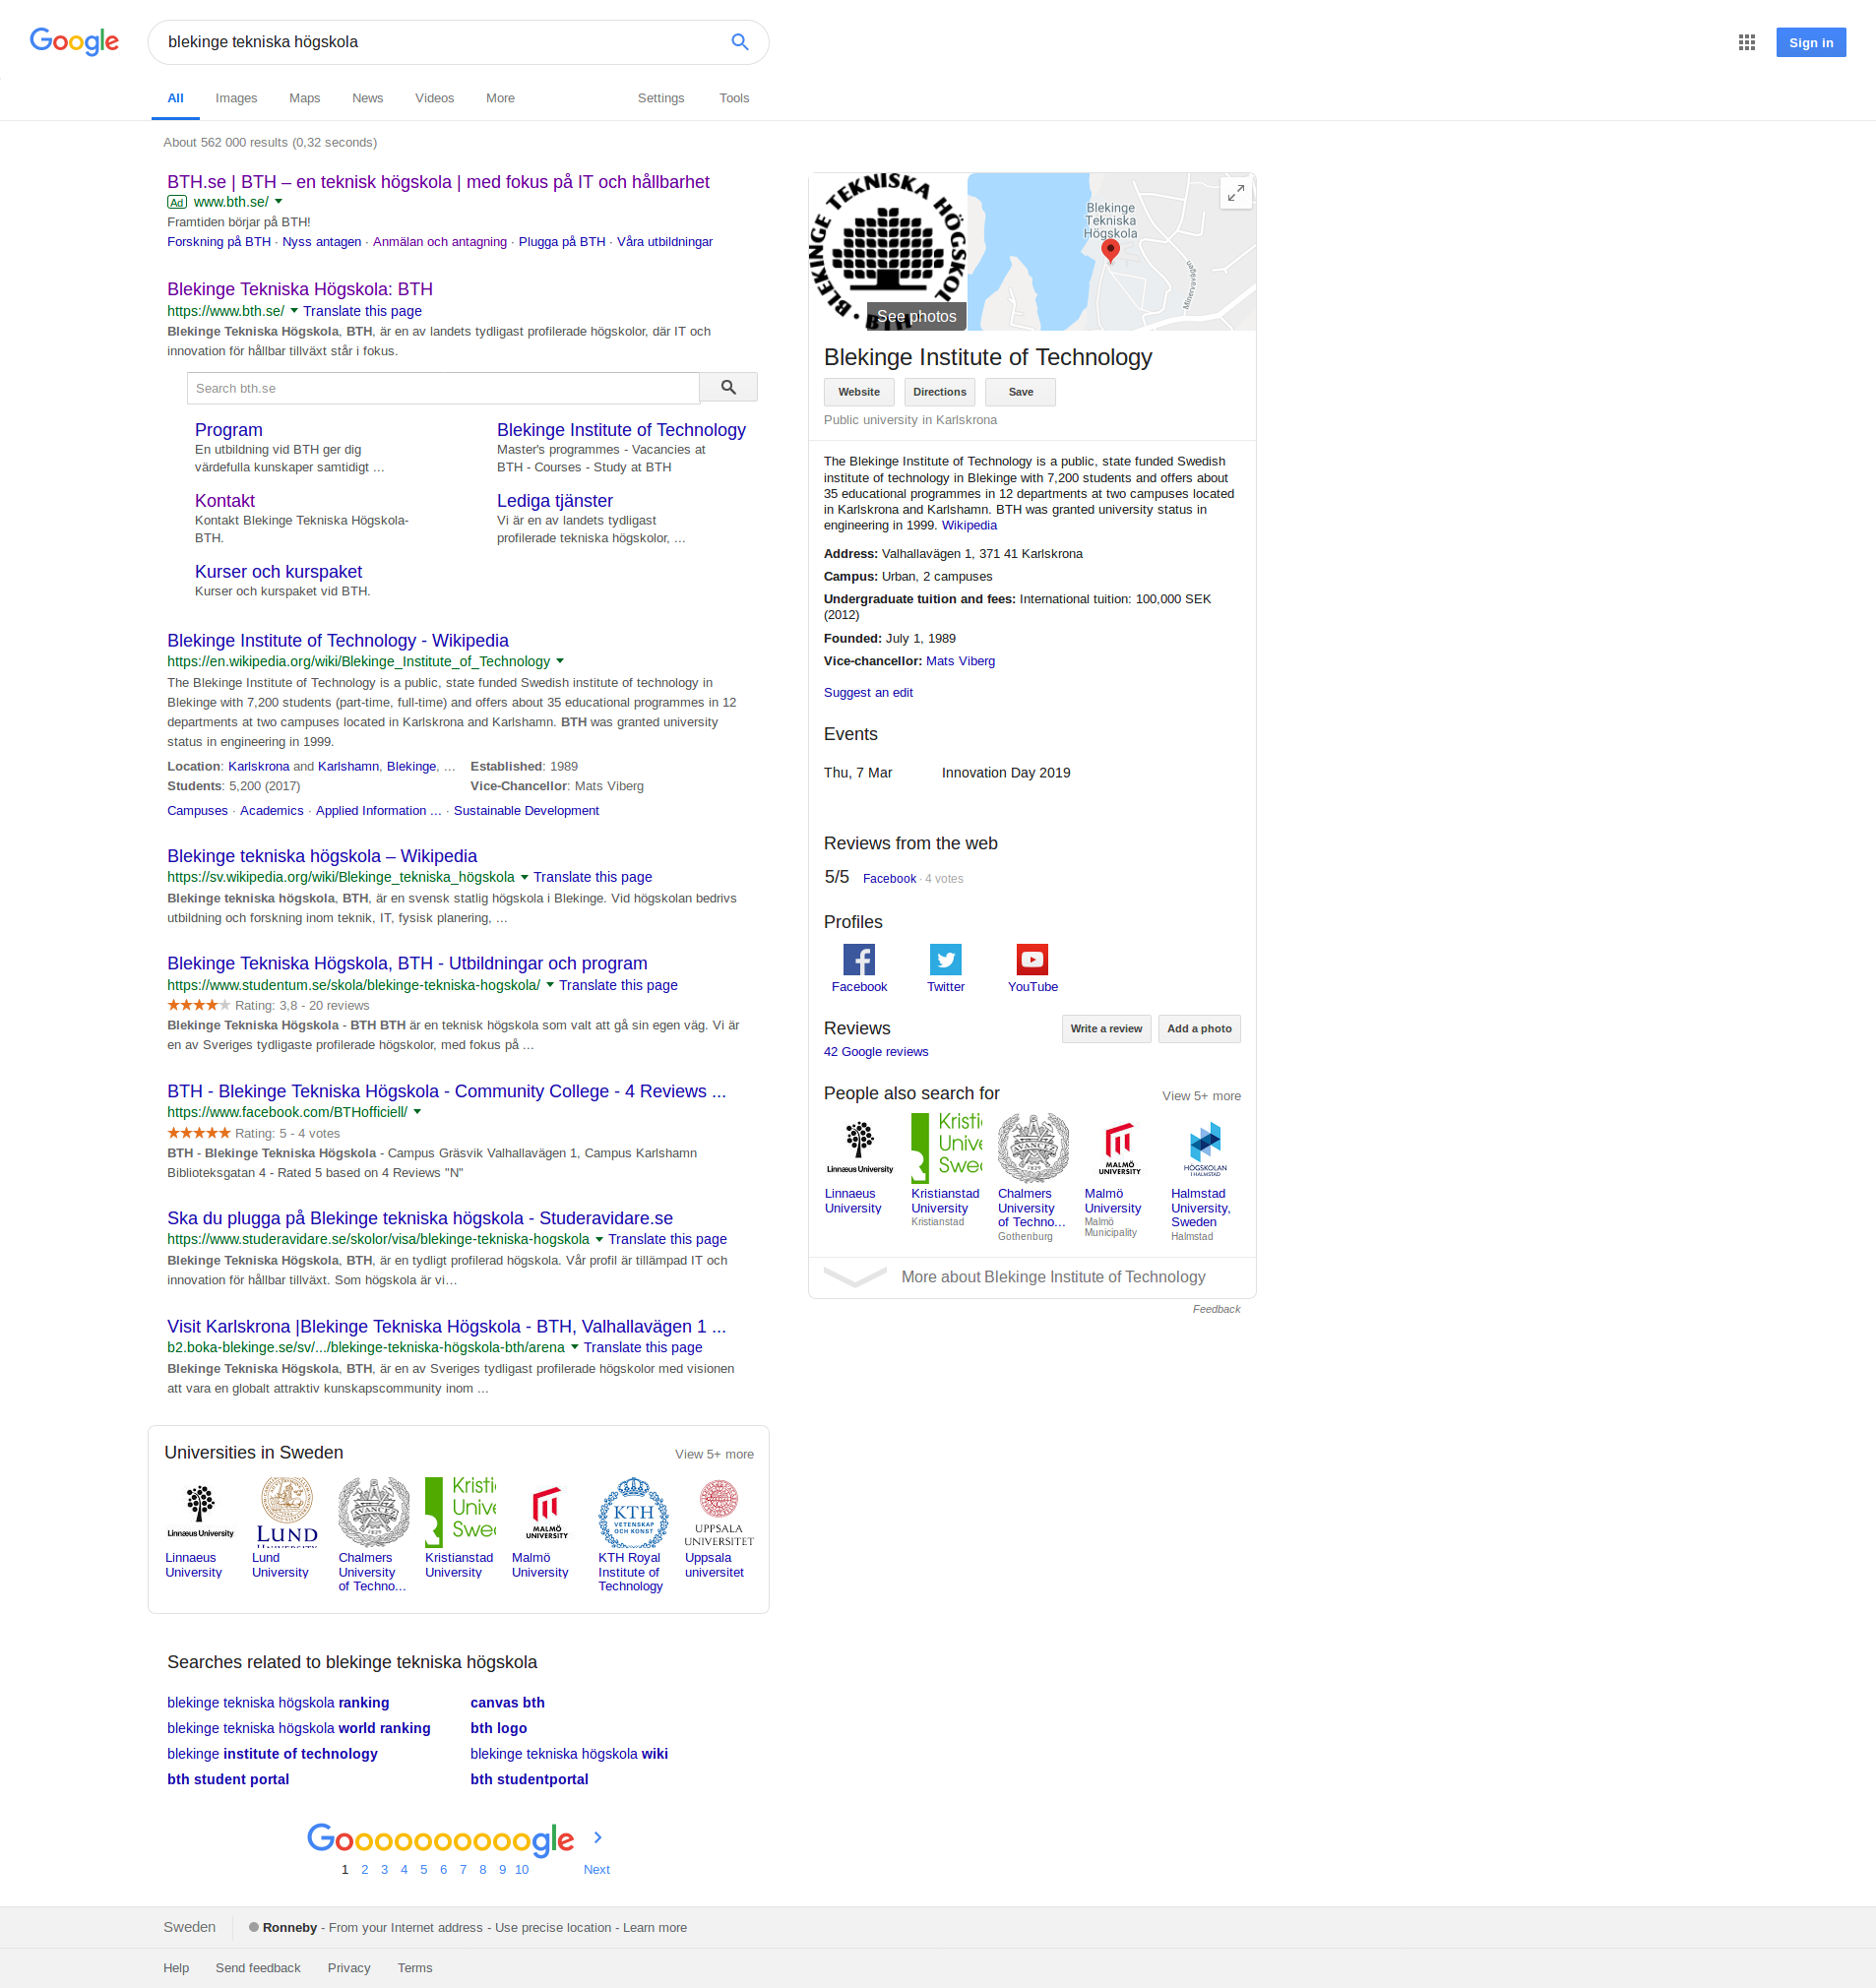 Google
blekinge tekniska högskola
Sign in
All Images Maps News Videos More Settings Tools
About 562 000 results (0,32 seconds)
BTH.se | BTH – en teknisk högskola | med fokus på IT och hållbarhet
Ad www.bth.se/
Framtiden börjar på BTH!
Forskning på BTH · Nyss antagen · Anmälan och antagning · Plugga på BTH · Våra utbildningar
Blekinge Tekniska Högskola: BTH
https://www.bth.se/ Translate this page
Blekinge Tekniska Högskola, BTH, är en av landets tydligast profilerade högskolor, där IT och
innovation för hållbar tillväxt står i fokus.
Search bth.se
Program
En utbildning vid BTH ger dig
värdefulla kunskaper samtidigt ...
Blekinge Institute of Technology
Master's programmes - Vacancies at
BTH - Courses - Study at BTH
Kontakt
Kontakt Blekinge Tekniska Högskola-
BTH.
Lediga tjänster
Vi är en av landets tydligast
profilerade tekniska högskolor, ...
Kurser och kurspaket
Kurser och kurspaket vid BTH.
Blekinge Institute of Technology - Wikipedia
https://en.wikipedia.org/wiki/Blekinge_Institute_of_Technology
The Blekinge Institute of Technology is a public, state funded Swedish institute of technology in
Blekinge with 7,200 students (part-time, full-time) and offers about 35 educational programmes in 12
departments at two campuses located in Karlskrona and Karlshamn. BTH was granted university
status in engineering in 1999.
Location: Karlskrona and Karlshamn, Blekinge, ... Established: 1989
Students: 5,200 (2017) Vice-Chancellor: Mats Viberg
Campuses · Academics · Applied Information ... · Sustainable Development
Blekinge tekniska högskola – Wikipedia
https://sv.wikipedia.org/wiki/Blekinge_tekniska_högskola Translate this page
Blekinge tekniska högskola, BTH, är en svensk statlig högskola i Blekinge. Vid högskolan bedrivs
utbildning och forskning inom teknik, IT, fysisk planering, ...
Blekinge Tekniska Högskola, BTH - Utbildningar och program
https://www.studentum.se/skola/blekinge-tekniska-hogskola/ Translate this page
Rating: 3,8 - 20 reviews
Blekinge Tekniska Högskola - BTH BTH är en teknisk högskola som valt att gå sin egen väg. Vi är
en av Sveriges tydligaste profilerade högskolor, med fokus på ...
BTH - Blekinge Tekniska Högskola - Community College - 4 Reviews ...
https://www.facebook.com/BTHofficiell/
Rating: 5 - 4 votes
BTH - Blekinge Tekniska Högskola - Campus Gräsvik Valhallavägen 1, Campus Karlshamn
Biblioteksgatan 4 - Rated 5 based on 4 Reviews "N"
Ska du plugga på Blekinge tekniska högskola - Studeravidare.se
https://www.studeravidare.se/skolor/visa/blekinge-tekniska-hogskola Translate this page
Blekinge Tekniska Högskola, BTH, är en tydligt profilerad högskola. Vår profil är tillämpad IT och
innovation för hållbar tillväxt. Som högskola är vi…
Visit Karlskrona |Blekinge Tekniska Högskola - BTH, Valhallavägen 1 ...
b2.boka-blekinge.se/sv/.../blekinge-tekniska-högskola-bth/arena Translate this page
Blekinge Tekniska Högskola, BTH, är en av Sveriges tydligast profilerade högskolor med visionen
att vara en globalt attraktiv kunskapscommunity inom ...
Universities in Sweden View 5+ more
Linnæus University
LUND
UNIVERSITY
AVANCEZ
1829
Kristi
Unive
Swe
MALMÖ
UNIVERSITY
KTH
VETENSKAP
OCH KONST
UPPSALA
UNIVERSITET
Linnaeus
University
Lund
University
Chalmers
University
of Techno...
Kristianstad
University
Malmö
University
KTH Royal
Institute of
Technology
Uppsala
universitet
Searches related to blekinge tekniska högskola
blekinge tekniska högskola ranking canvas bth
blekinge tekniska högskola world ranking bth logo
blekinge institute of technology blekinge tekniska högskola wiki
bth student portal bth studentportal
Goooooooooogle
1 2 3 4 5 6 7 8 9 10 Next
BLEKINGE TEKNISKA HÖGSKOLA · BTH
See photos
Blekinge
Tekniska
Högskola
Minervavägen
Blekinge Institute of Technology
Website Directions Save
Public university in Karlskrona
The Blekinge Institute of Technology is a public, state funded Swedish
institute of technology in Blekinge with 7,200 students and offers about
35 educational programmes in 12 departments at two campuses located
in Karlskrona and Karlshamn. BTH was granted university status in
engineering in 1999. Wikipedia
Address: Valhallavägen 1, 371 41 Karlskrona
Campus: Urban, 2 campuses
Undergraduate tuition and fees: International tuition: 100,000 SEK
(2012)
Founded: July 1, 1989
Vice-chancellor: Mats Viberg
Suggest an edit
Events
Thu, 7 Mar Innovation Day 2019
Reviews from the web
5/5 Facebook · 4 votes
Profiles
Facebook Twitter YouTube
Reviews Write a review Add a photo
42 Google reviews
People also search for View 5+ more
Linnæus University
Kristi
Unive
Swe
AVANCEZ
1829
MALMÖ
UNIVERSITY
HÖGSKOLAN
I HALMSTAD
Linnaeus
University
Kristianstad
University
Kristianstad
Chalmers
University
of Techno...
Gothenburg
Malmö
University
Malmö
Municipality
Halmstad
University,
Sweden
Halmstad
More about Blekinge Institute of Technology
Feedback
Sweden Ronneby - From your Internet address - Use precise location - Learn more
Help Send feedback Privacy Terms